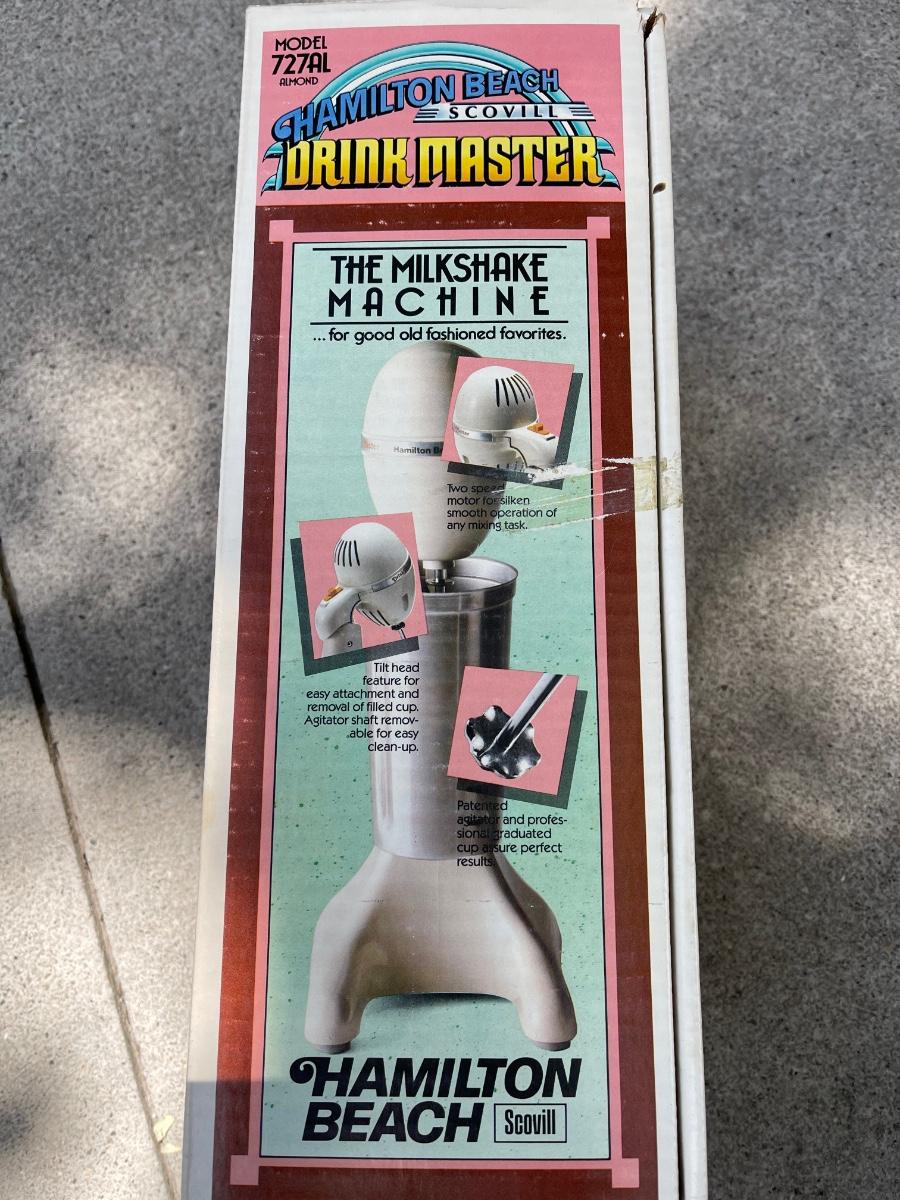 MODEL
727AL
ALMOND
HAMILTON BEACH
SCOVILL
DRINK MASTER
THE MILKSHAKE
MACHINE
...for good old fashioned favorites.
Hamilton Be
Two speed
motor for silken
smooth operation of
any mixing task.
Tilt head
feature for
easy attachment and
removal of filled cup.
Agitator shaft remov-
able for easy
clean-up.
Patented
agitator and profes-
sional graduated
cup assure perfect
results.
HAMILTON
BEACH Scovill